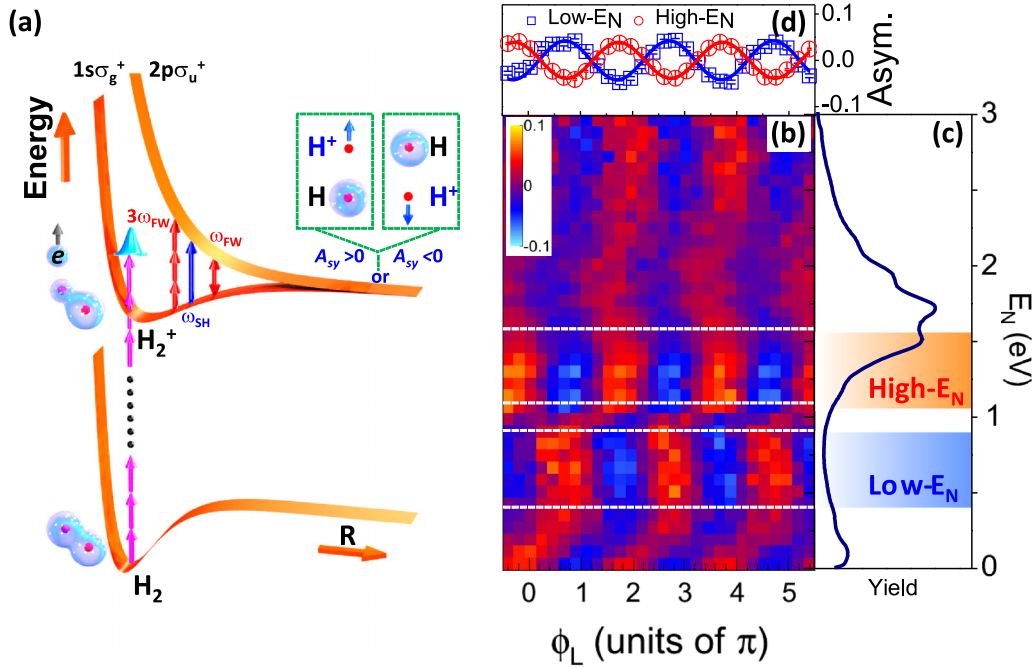 (a)
1sσg+ 2pσu+
Energy
H+
H
H
H+
Asy >0
or
Asy <0
3ωFW
ωFW
ωSH
e
H2+
R
H2
Low-EN
High-EN
(d)
0.1
0.0
-0.1
Asym.
(b)
0.1
0
-0.1
(c)
3
2
1
0
EN (eV)
High-EN
Low-EN
Yield
0 1 2 3 4 5
ϕL (units of π)